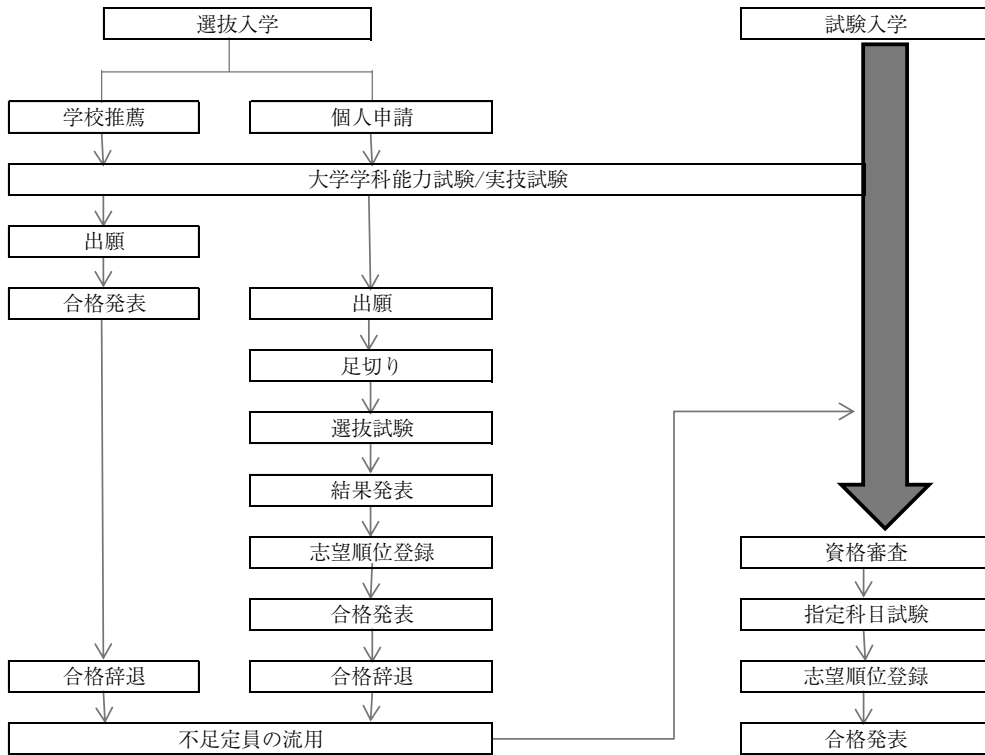 選抜入学
試験入学
学校推薦
個人申請
大学学科能力試験/実技試験
出願
合格発表
出願
足切り
選抜試験
結果発表
志望順位登録
資格審査
合格発表
指定科目試験
合格辞退
合格辞退
志望順位登録
不足定員の流用
合格発表